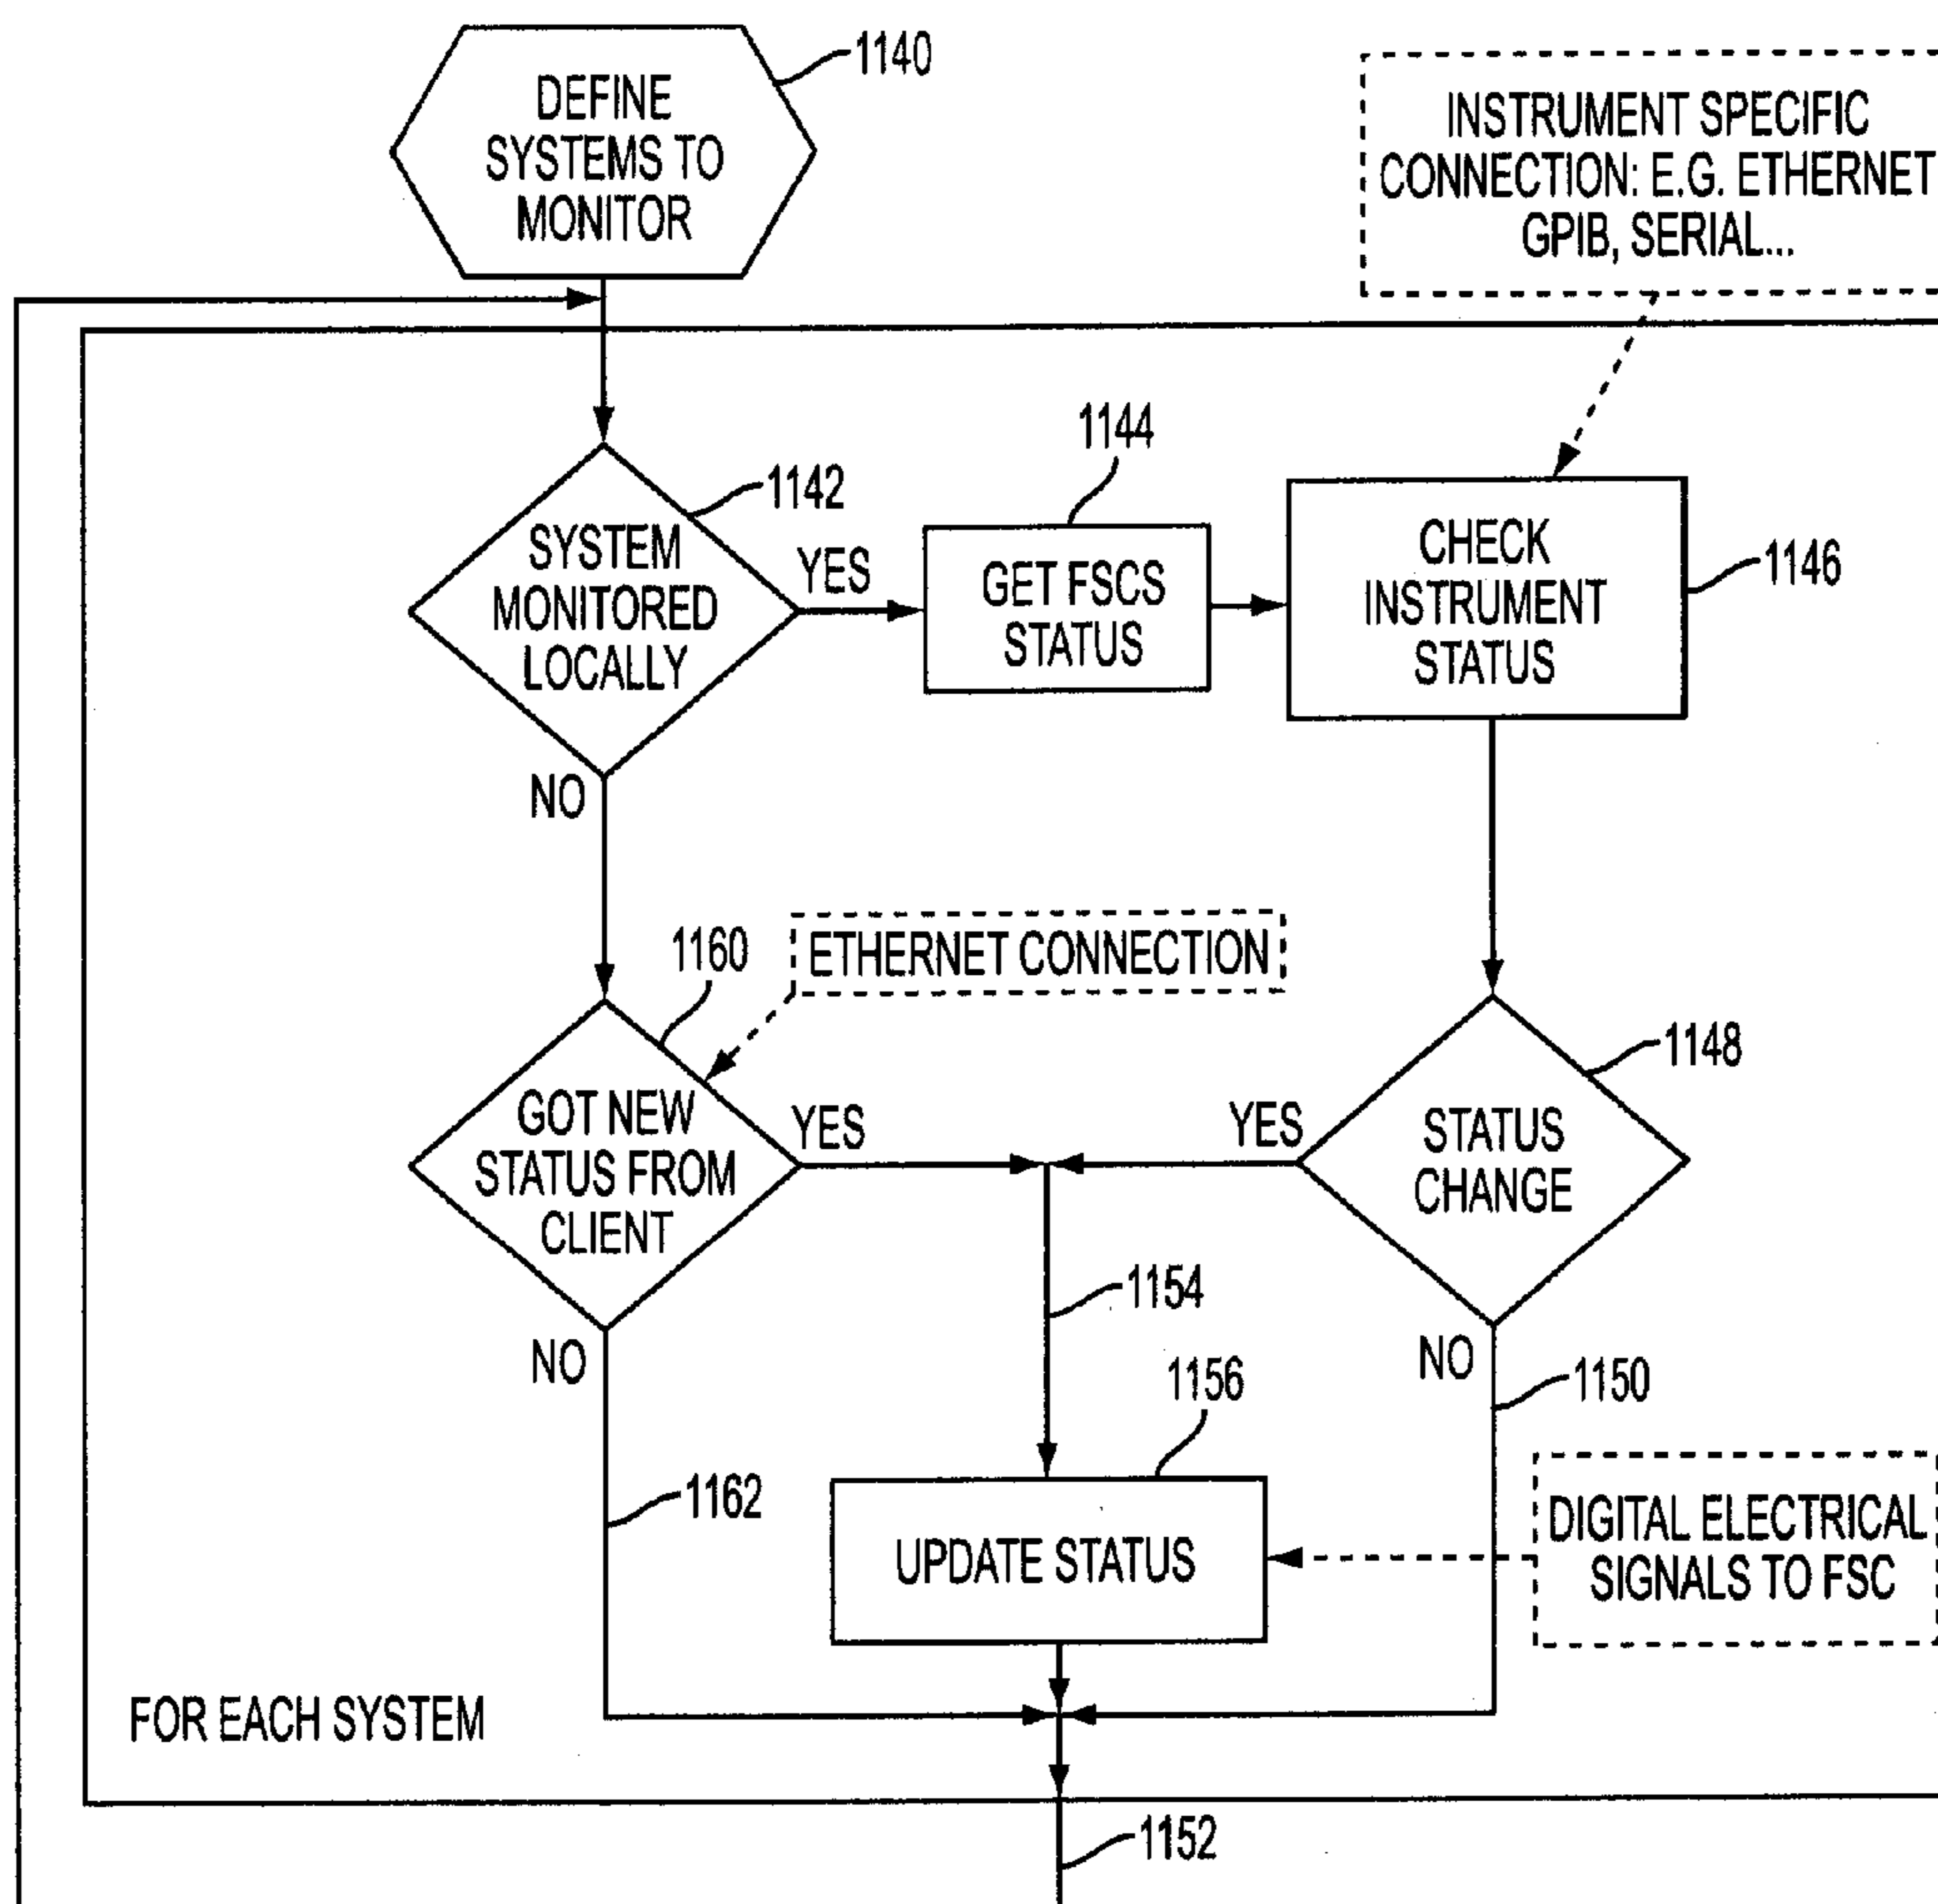 DEFINE
SYSTEMS TO
MONITOR
1140
INSTRUMENT SPECIFIC
CONNECTION: E.G. ETHERNET
GPIB, SERIAL...
1142
SYSTEM
MONITORED
LOCALLY
YES
NO
1144
GET FSCS
STATUS
CHECK
INSTRUMENT
STATUS
1146
1160
ETHERNET CONNECTION
GOT NEW
STATUS FROM
CLIENT
YES
NO
1148
YES
STATUS
CHANGE
NO
1154
1150
1156
1162
UPDATE STATUS
DIGITAL ELECTRICAL
SIGNALS TO FSC
FOR EACH SYSTEM
1152